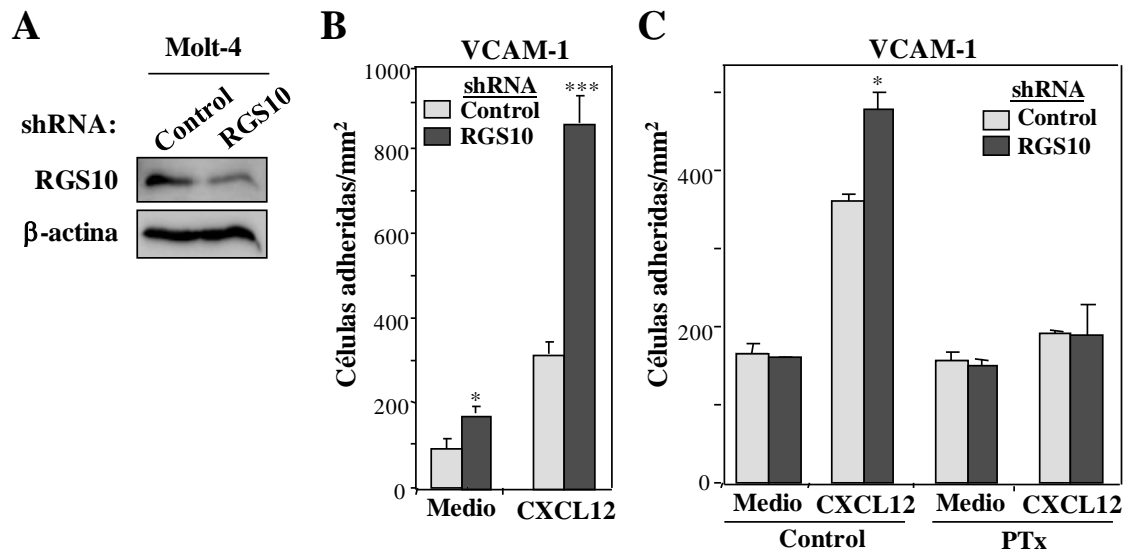 A
Molt-4
shRNA:
Control
RGS10
RGS10
β-actina
B
VCAM-1
Células adheridas/mm²
1000
800
600
400
200
0
shRNA
Control
RGS10
*
***
Medio
CXCL12
C
VCAM-1
Células adheridas/mm²
400
200
0
shRNA
Control
RGS10
*
Medio
CXCL12
Medio
CXCL12
Control
PTx